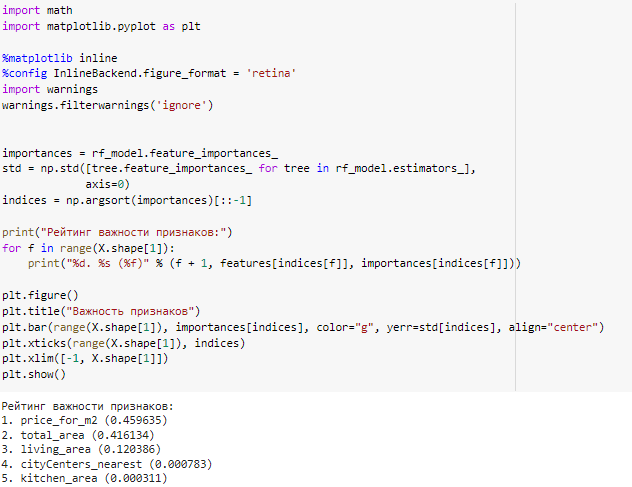 import math
import matplotlib.pyplot as plt
%matplotlib inline
%config InlineBackend.figure_format = 'retina'
import warnings
warnings.filterwarnings('ignore')
importances = rf_model.feature_importances_
std = np.std([tree.feature_importances_ for tree in rf_model.estimators_],
             axis=0)
indices = np.argsort(importances)[::-1]
print("Рейтинг важности признаков:")
for f in range(X.shape[1]):
    print("%d. %s (%f)" % (f + 1, features[indices[f]], importances[indices[f]]))
plt.figure()
plt.title("Важность признаков")
plt.bar(range(X.shape[1]), importances[indices], color="g", yerr=std[indices], align="center")
plt.xticks(range(X.shape[1]), indices)
plt.xlim([-1, X.shape[1]])
plt.show()
Рейтинг важности признаков:
1. price_for_m2 (0.459635)
2. total_area (0.416134)
3. living_area (0.120386)
4. cityCenters_nearest (0.000783)
5. kitchen_area (0.000311)